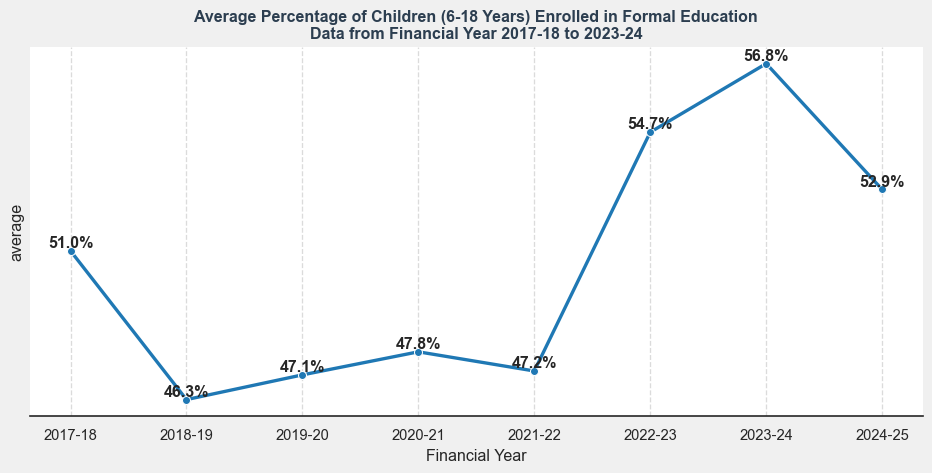 Average Percentage of Children (6-18 Years) Enrolled in Formal Education
Data from Financial Year 2017-18 to 2023-24
56.8%
54.7%
52.9%
51.0%
47.8%
47.2%
47.1%
46.3%
average
2017-18 2018-19 2019-20 2020-21 2021-22 2022-23 2023-24 2024-25
Financial Year